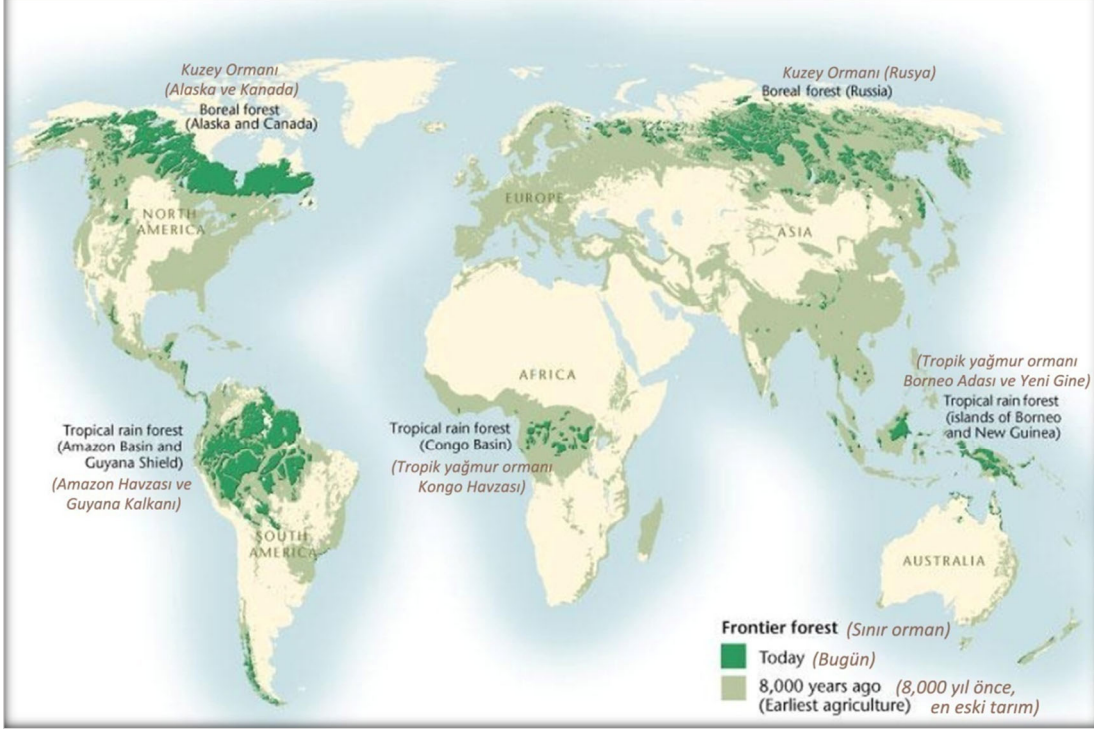 Kuzey Ormanı
(Alaska ve Kanada)
Boreal forest
(Alaska and Canada)
Kuzey Ormanı (Rusya)
Boreal forest (Russia)
NORTH
AMERICA
EUROPE
ASIA
AFRICA
(Tropik yağmur ormanı
Borneo Adası ve Yeni Gine)
Tropical rain forest
(islands of Borneo
and New Guinea)
Tropical rain forest
(Amazon Basin and
Guyana Shield)
(Amazon Havzası ve
Guyana Kalkanı)
Tropical rain forest
(Congo Basin)
(Tropik yağmur ormanı
Kongo Havzası)
SOUTH
AMERICA
AUSTRALIA
Frontier forest (Sınır orman)
Today (Bugün)
8,000 years ago (8,000 yıl önce,
(Earliest agriculture) en eski tarım)